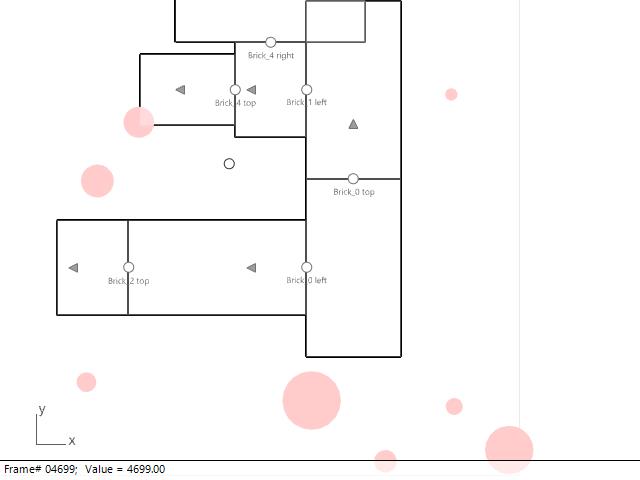 Brick_4 right
Brick_4 top
Brick_1 left
Brick_0 top
Brick_2 top
Brick_0 left
y
x
Frame# 04699; Value = 4699.00